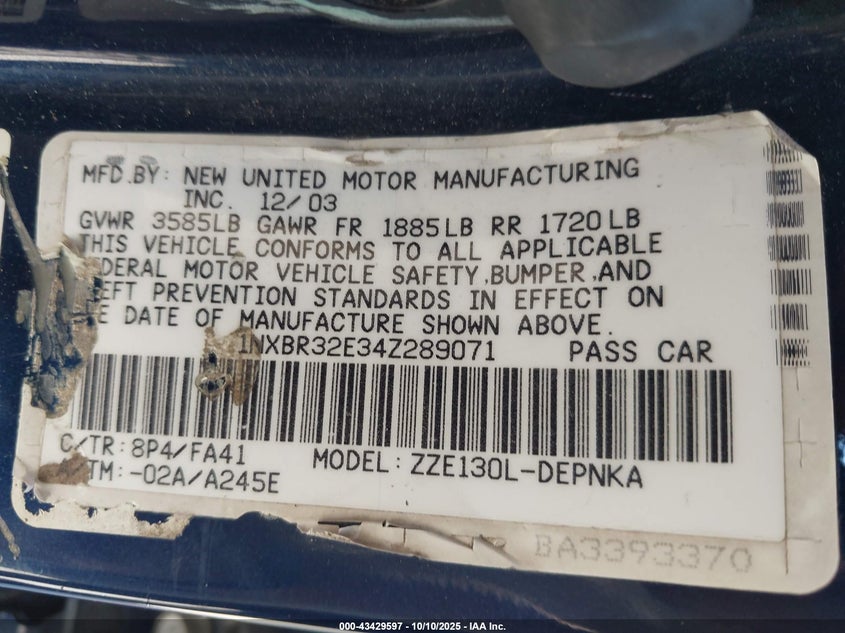 MFD.BY: NEW UNITED MOTOR MANUFACTURING
INC. 12/03
GVWR 3585LB GAWR FR 1885LB RR 1720LB
THIS VEHICLE CONFORMS TO ALL APPLICABLE
EDERAL MOTOR VEHICLE SAFETY,BUMPER,AND
EFT PREVENTION STANDARDS IN EFFECT ON
E DATE OF MANUFACTURE SHOWN ABOVE.
1NXBR32E34Z289071 PASS CAR
C/TR:8P4/FA41 MODEL: ZZE130L-DEPNKA
TM:-02A/A245E
BA3393370
000-43429597 - 10/10/2025 - IAA Inc.